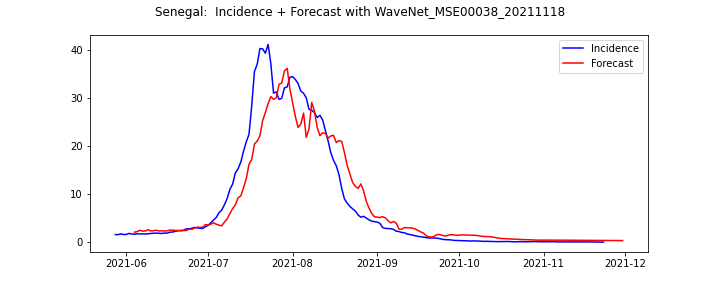 Senegal:  Incidence + Forecast with WaveNet_MSE00038_20211118
Incidence
Forecast
40
30
20
10
0
2021-06 2021-07 2021-08 2021-09 2021-10 2021-11 2021-12